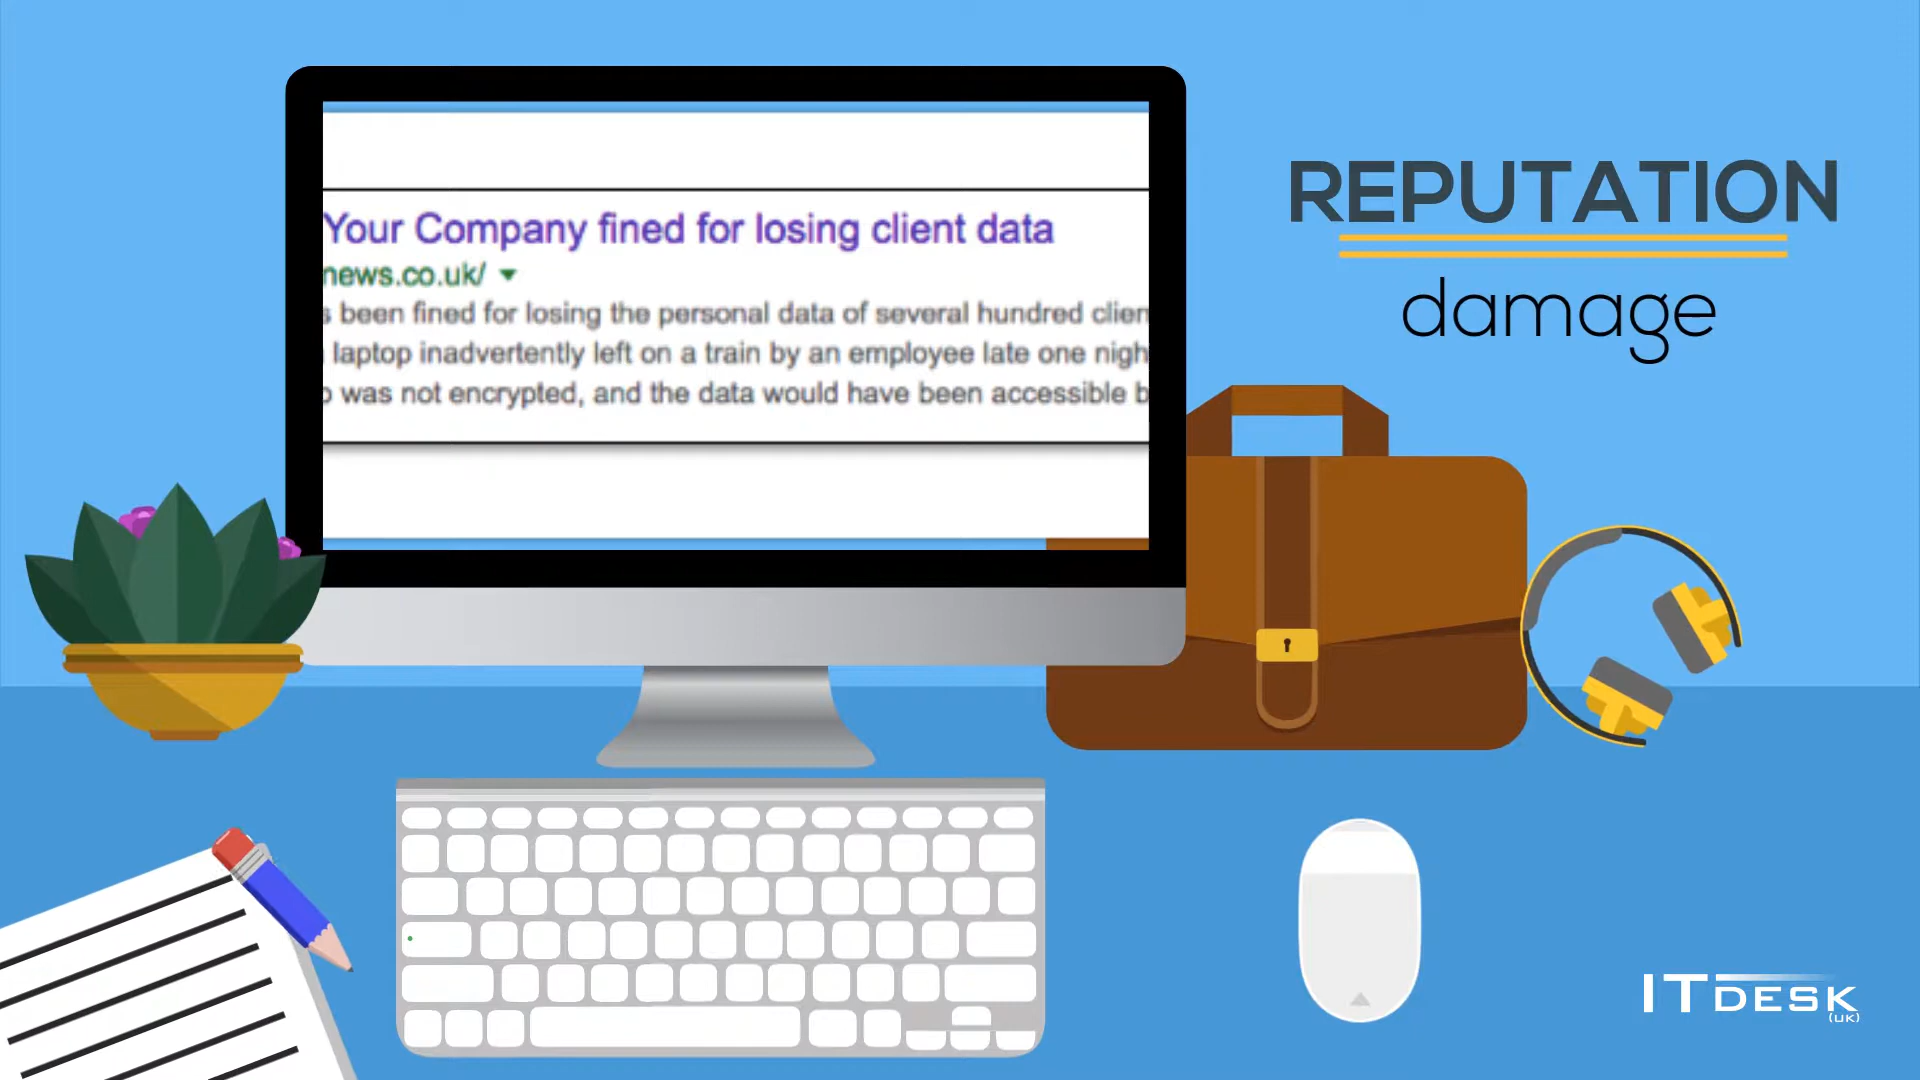 Your Company fined for losing client data
news.co.uk/
been fined for losing the personal data of several hundred
laptop inadvertently left on a train by an employee late one
was not encrypted, and the data would have been accessible
REPUTATION
damage
ITDESK
(UK)